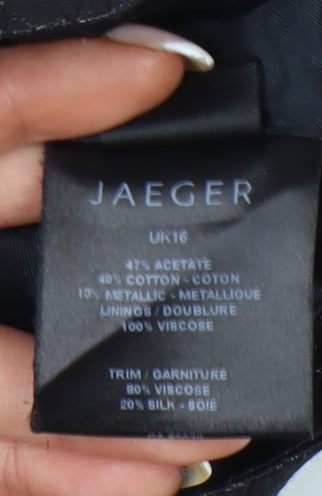 JAEGER
UK16
47% ACETATE
40% COTTON - COTON
13% METALLIC - METALLIQUE
LININGS / DOUBLURE
100% VISCOSE
TRIM / GARNITURE
80% VISCOSE
20% SILK - SOIE